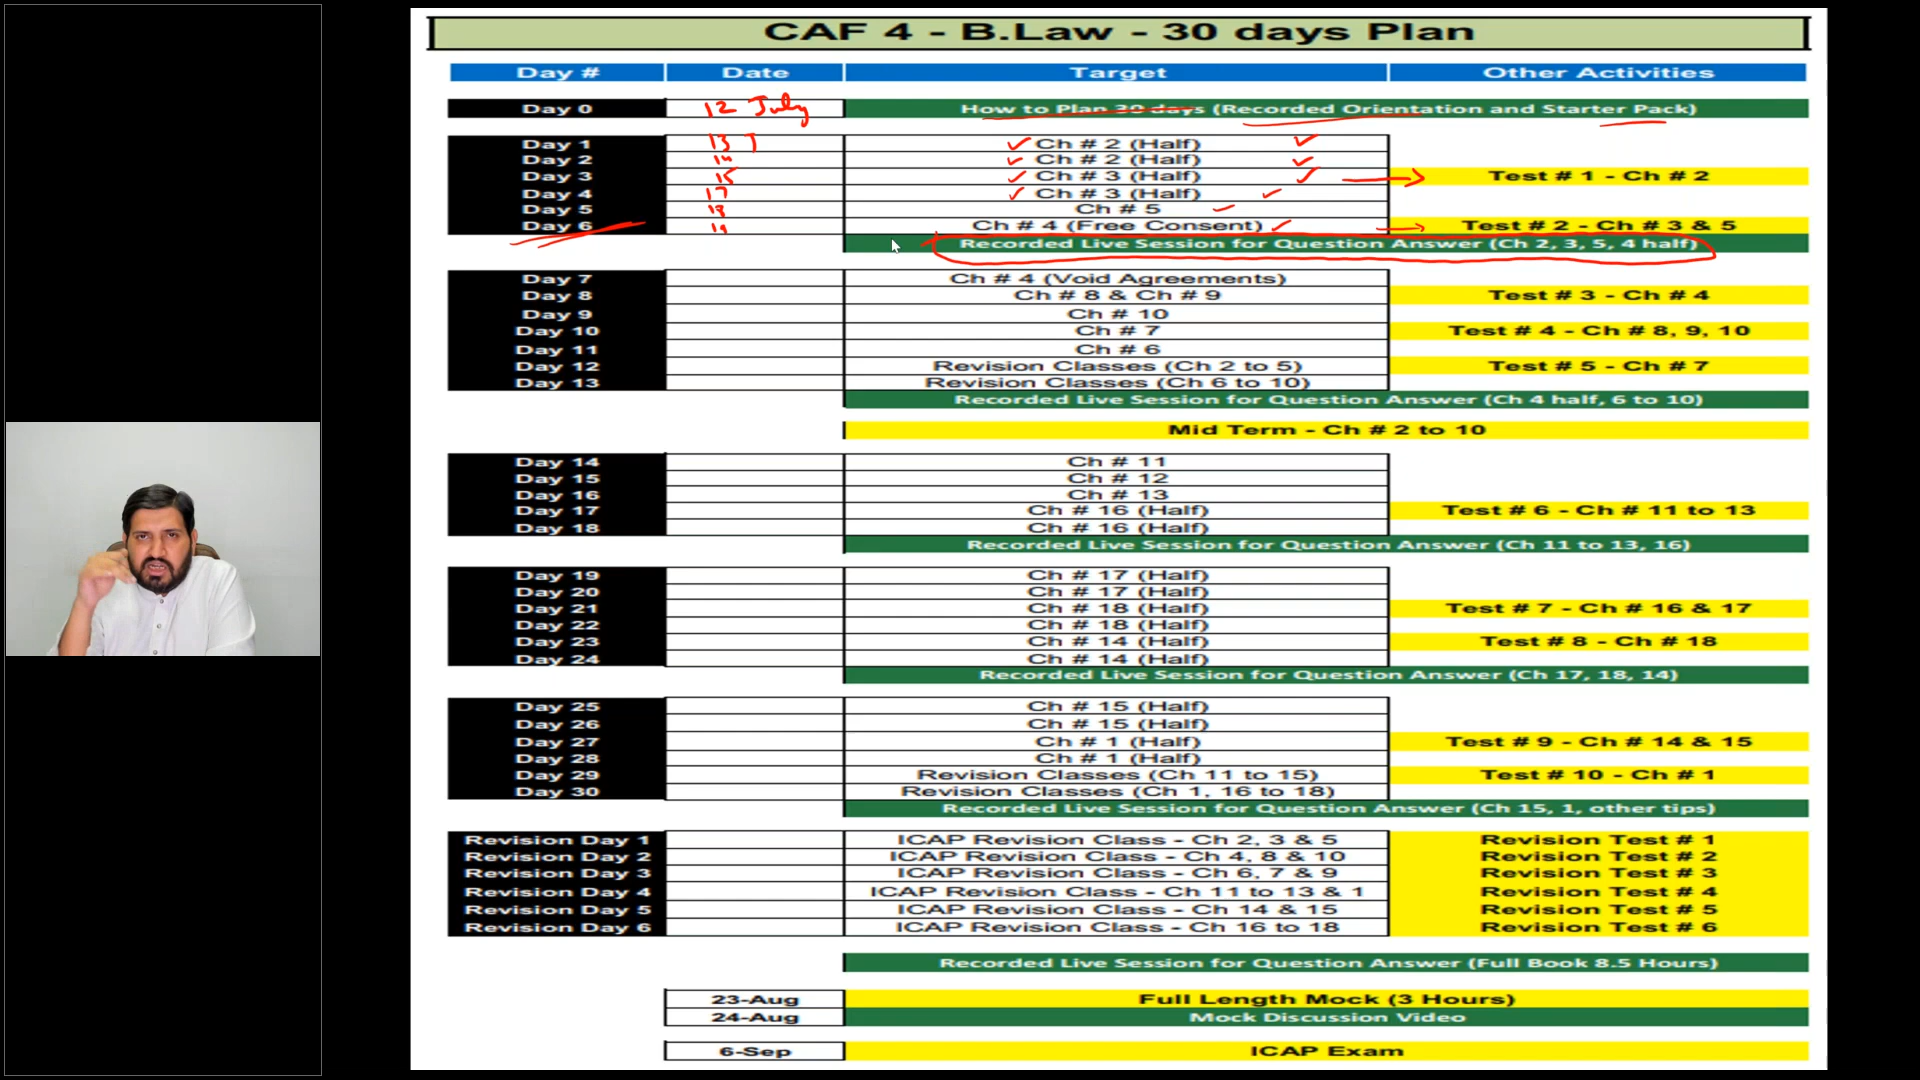 CAF 4 - B.Law - 30 days Plan
Day # Date Target Other Activities
Day 0 12 July How to Plan 30 days (Recorded Orientation and Starter Pack)
Day 1 13 J Ch # 2 (Half)
Day 2 14 Ch # 2 (Half)
Day 3 15 Ch # 3 (Half) Test # 1 - Ch # 2
Day 4 17 Ch # 3 (Half)
Day 5 18 Ch # 5
Day 6 19 Ch # 4 (Free Consent) Test # 2 - Ch # 3 & 5
Recorded Live Session for Question Answer (Ch 2, 3, 5, 4 half)
Day 7 Ch # 4 (Void Agreements)
Day 8 Ch # 8 & Ch # 9 Test # 3 - Ch # 4
Day 9 Ch # 10
Day 10 Ch # 7 Test # 4 - Ch # 8, 9, 10
Day 11 Ch # 6
Day 12 Revision Classes (Ch 2 to 5) Test # 5 - Ch # 7
Day 13 Revision Classes (Ch 6 to 10)
Recorded Live Session for Question Answer (Ch 4 half, 6 to 10)
Mid Term - Ch # 2 to 10
Day 14 Ch # 11
Day 15 Ch # 12
Day 16 Ch # 13
Day 17 Ch # 16 (Half) Test # 6 - Ch # 11 to 13
Day 18 Ch # 16 (Half)
Recorded Live Session for Question Answer (Ch 11 to 13, 16)
Day 19 Ch # 17 (Half)
Day 20 Ch # 17 (Half)
Day 21 Ch # 18 (Half) Test # 7 - Ch # 16 & 17
Day 22 Ch # 18 (Half)
Day 23 Ch # 14 (Half) Test # 8 - Ch # 18
Day 24 Ch # 14 (Half)
Recorded Live Session for Question Answer (Ch 17, 18, 14)
Day 25 Ch # 15 (Half)
Day 26 Ch # 15 (Half)
Day 27 Ch # 1 (Half) Test # 9 - Ch # 14 & 15
Day 28 Ch # 1 (Half)
Day 29 Revision Classes (Ch 11 to 15) Test # 10 - Ch # 1
Day 30 Revision Classes (Ch 1, 16 to 18)
Recorded Live Session for Question Answer (Ch 15, 1, other tips)
Revision Day 1 ICAP Revision Class - Ch 2, 3 & 5 Revision Test # 1
Revision Day 2 ICAP Revision Class - Ch 4, 8 & 10 Revision Test # 2
Revision Day 3 ICAP Revision Class - Ch 6, 7 & 9 Revision Test # 3
Revision Day 4 ICAP Revision Class - Ch 11 to 13 & 1 Revision Test # 4
Revision Day 5 ICAP Revision Class - Ch 14 & 15 Revision Test # 5
Revision Day 6 ICAP Revision Class - Ch 16 to 18 Revision Test # 6
Recorded Live Session for Question Answer (Full Book 8.5 Hours)
23-Aug Full Length Mock (3 Hours)
24-Aug Mock Discussion Video
6-Sep ICAP Exam